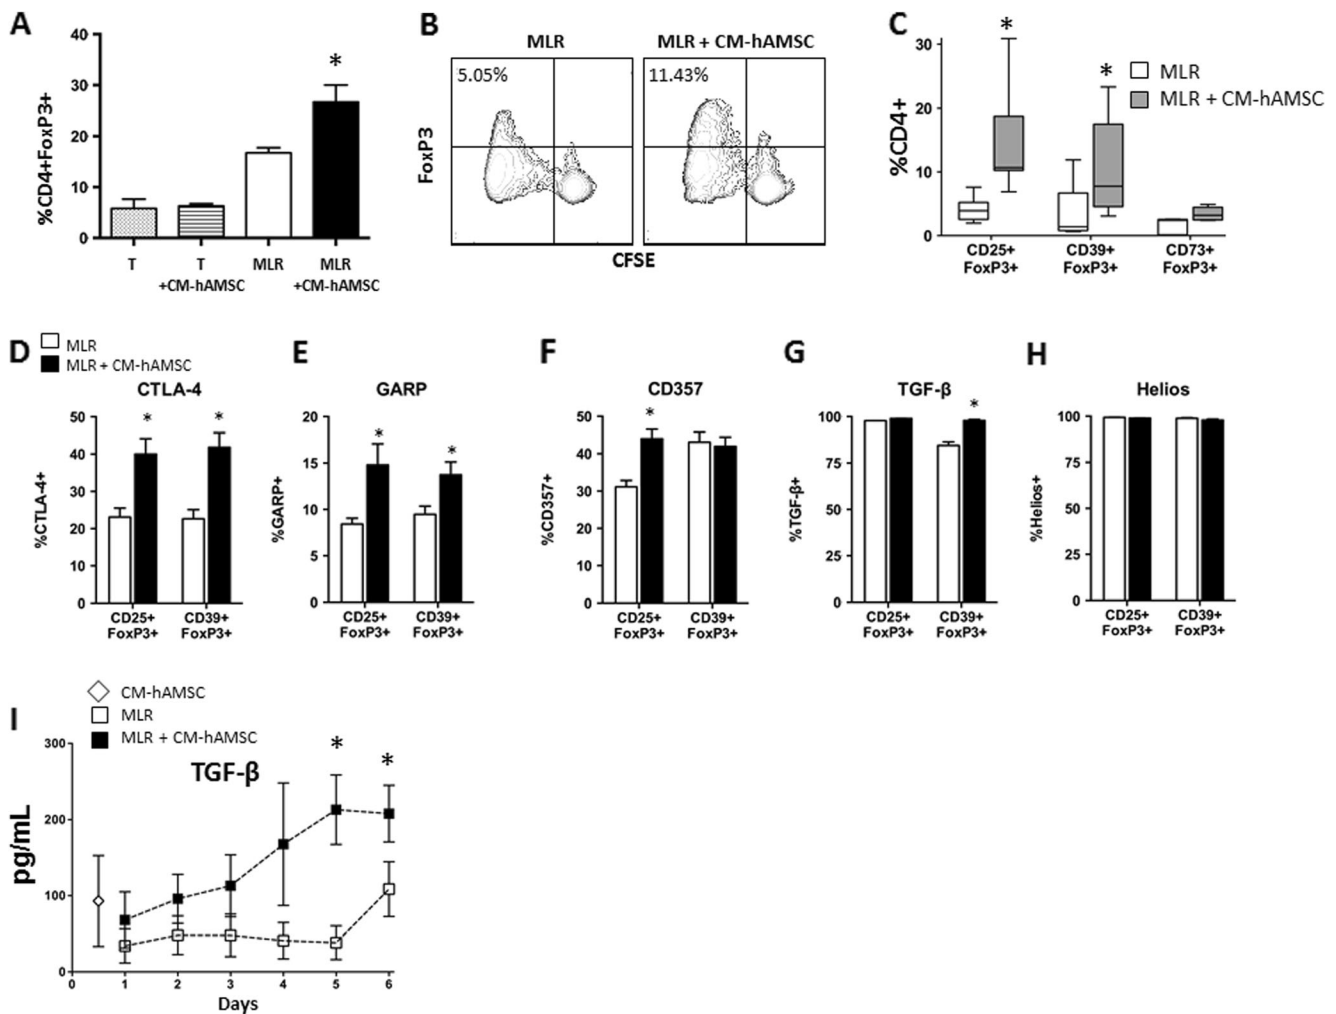 A
%CD4+FoxP3+
40
30
20
10
0
*
T
T
+CM-hAMSC
MLR
MLR
+CM-hAMSC
B
MLR
MLR + CM-hAMSC
5.05%
11.43%
FoxP3
CFSE
C
%CD4+
30
20
10
0
*
*
MLR
MLR + CM-hAMSC
CD25+
FoxP3+
CD39+
FoxP3+
CD73+
FoxP3+
D
MLR
MLR + CM-hAMSC
CTLA-4
%CTLA-4+
50
40
30
20
10
0
*
*
CD25+
FoxP3+
CD39+
FoxP3+
E
GARP
%GARP+
20
15
10
5
0
*
*
CD25+
FoxP3+
CD39+
FoxP3+
F
CD357
%CD357+
50
40
30
20
10
0
*
CD25+
FoxP3+
CD39+
FoxP3+
G
TGF-β
%TGF-β+
100
75
50
25
0
*
CD25+
FoxP3+
CD39+
FoxP3+
H
Helios
%Helios+
100
75
50
25
0
CD25+
FoxP3+
CD39+
FoxP3+
I
CM-hAMSC
MLR
MLR + CM-hAMSC
TGF-β
pg/mL
300
200
100
0
*
*
0
1
2
3
4
5
6
Days